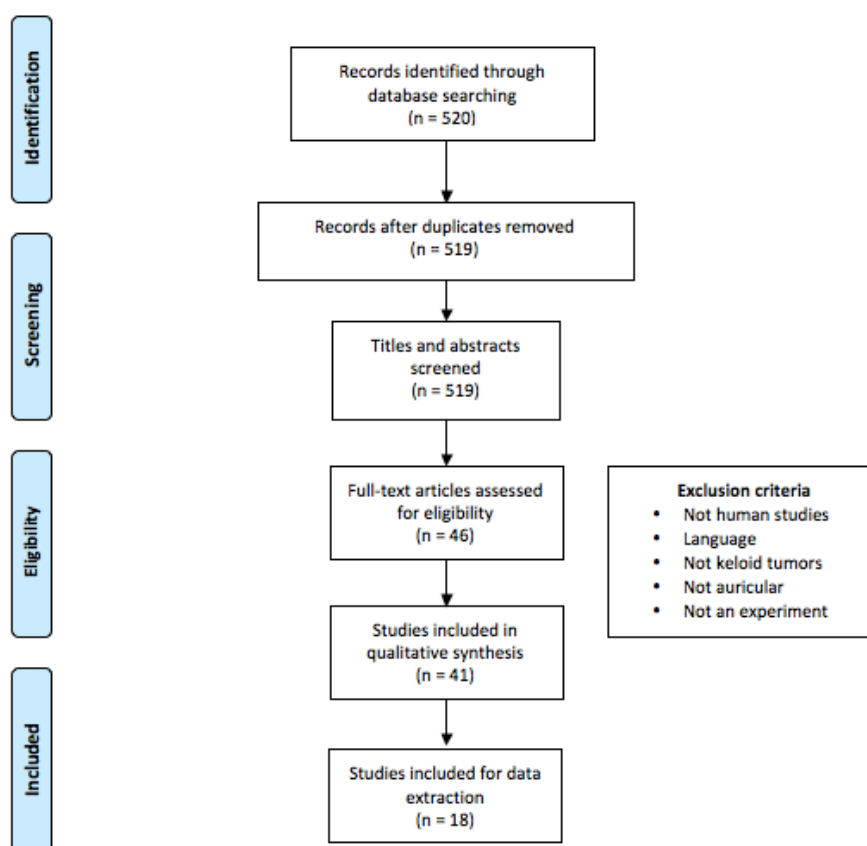 Identification
Records identified through
database searching
(n = 520)
Records after duplicates removed
(n = 519)
Screening
Titles and abstracts
screened
(n = 519)
Eligibility
Full-text articles assessed
for eligibility
(n = 46)
Exclusion criteria
• Not human studies
• Language
• Not keloid tumors
• Not auricular
• Not an experiment
Studies included in
qualitative synthesis
(n = 41)
Included
Studies included for data
extraction
(n = 18)